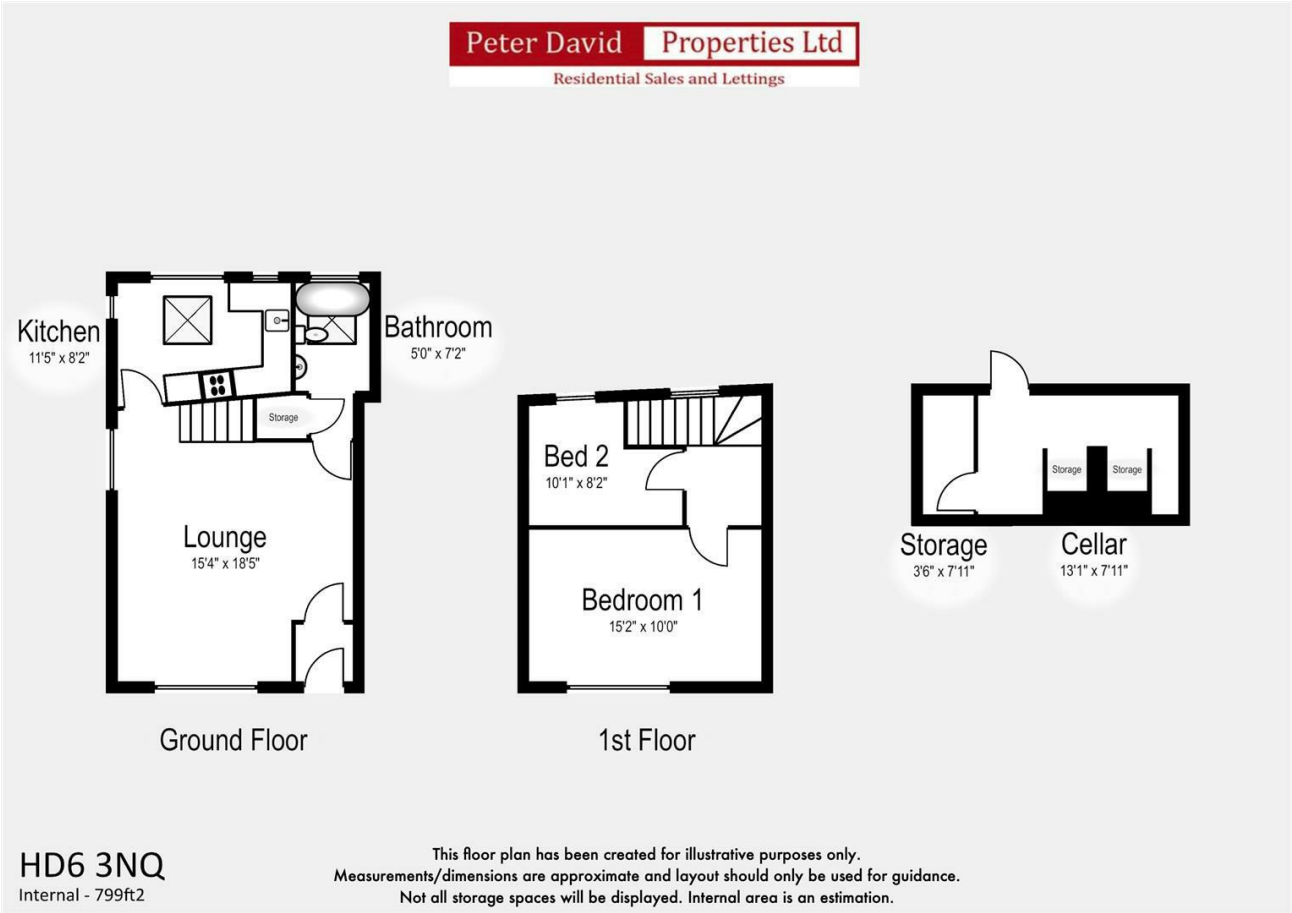 Peter David Properties Ltd
Residential Sales and Lettings
Kitchen
11'5" x 8'2"
Bathroom
5'0" x 7'2"
Storage
Lounge
15'4" x 18'5"
Ground Floor
Bed 2
10'1" x 8'2"
Bedroom 1
15'2" x 10'0"
1st Floor
Storage
Storage
Storage
3'6" x 7'11"
Cellar
13'1" x 7'11"
HD6 3NQ
Internal - 799ft2
This floor plan has been created for illustrative purposes only.
Measurements/dimensions are approximate and layout should only be used for guidance.
Not all storage spaces will be displayed. Internal area is an estimation.